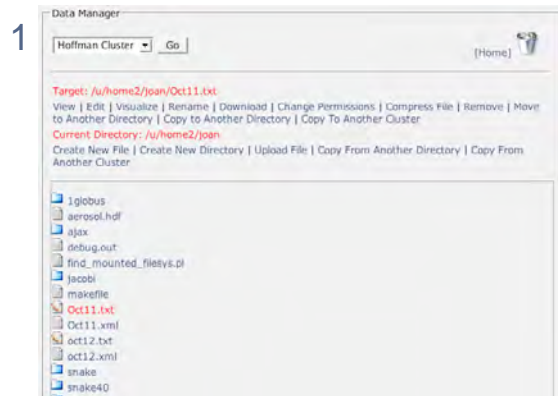 Data Manager
1
Hoffman Cluster Go
[Home]
Target: /u/home2/joan/Oct11.txt
View | Edit | Visualize | Rename | Download | Change Permissions | Compress File | Remove | Move
to Another Directory | Copy to Another Directory | Copy To Another Cluster
Current Directory: /u/home2/joan
Create New File | Create New Directory | Upload File | Copy From Another Directory | Copy From
Another Cluster
1globus
aerosol.hdf
ajax
debug.out
find_mounted_filesys.pl
jacobi
makefile
Oct11.txt
Oct11.xml
oct12.txt
oct12.xml
snake
snake40